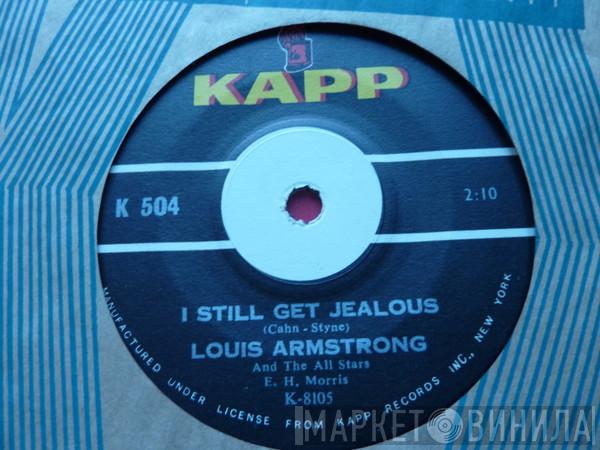 KAPP
K 504
2:10
I STILL GET JEALOUS
(Cahn - Styne)
LOUIS ARMSTRONG
And The All Stars
E. H. Morris
K-8105
MANUFACTURED UNDER LICENSE FROM KAPP RECORDS INC., NEW YORK
МАРКЕТ ВИНИЛА